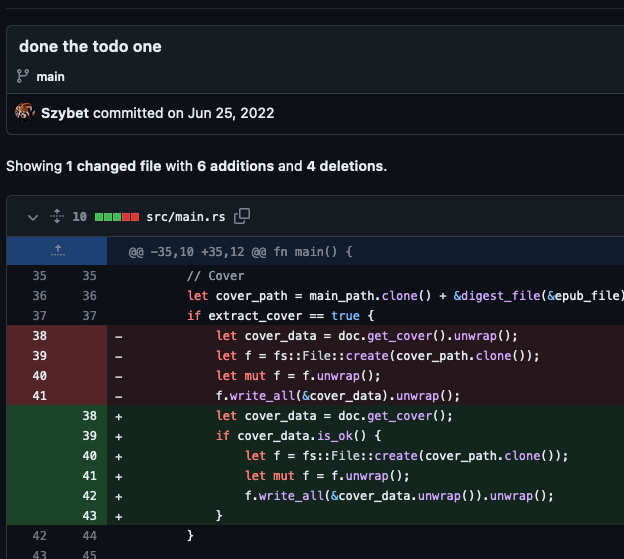 done the todo one
main
Szybet committed on Jun 25, 2022
Showing 1 changed file with 6 additions and 4 deletions.
10 src/main.rs
@@ -35,10 +35,12 @@ fn main() {
35 35 // Cover
36 36 let cover_path = main_path.clone() + &digest_file(&epub_file)
37 37 if extract_cover == true {
38 - let cover_data = doc.get_cover().unwrap();
39 - let f = fs::File::create(cover_path.clone());
40 - let mut f = f.unwrap();
41 - f.write_all(&cover_data).unwrap();
38 + let cover_data = doc.get_cover();
39 + if cover_data.is_ok() {
40 + let f = fs::File::create(cover_path.clone());
41 + let mut f = f.unwrap();
42 + f.write_all(&cover_data.unwrap()).unwrap();
43 + }
42 44 }
43 45